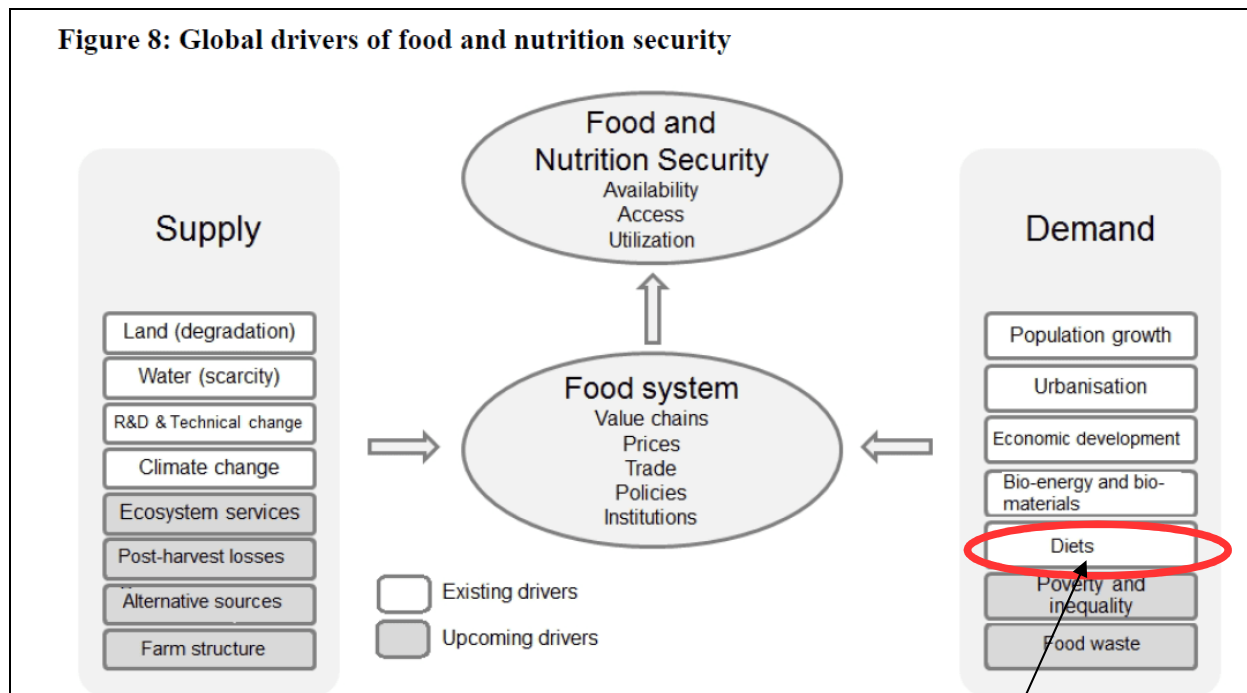 Figure 8: Global drivers of food and nutrition security
Food and
Nutrition Security
Availability
Access
Utilization
Supply
Land (degradation)
Water (scarcity)
R&D & Technical change
Climate change
Ecosystem services
Post-harvest losses
Alternative sources
Farm structure
Food system
Value chains
Prices
Trade
Policies
Institutions
Existing drivers
Upcoming drivers
Demand
Population growth
Urbanisation
Economic development
Bio-energy and bio-
materials
Diets
Poverty and
inequality
Food waste